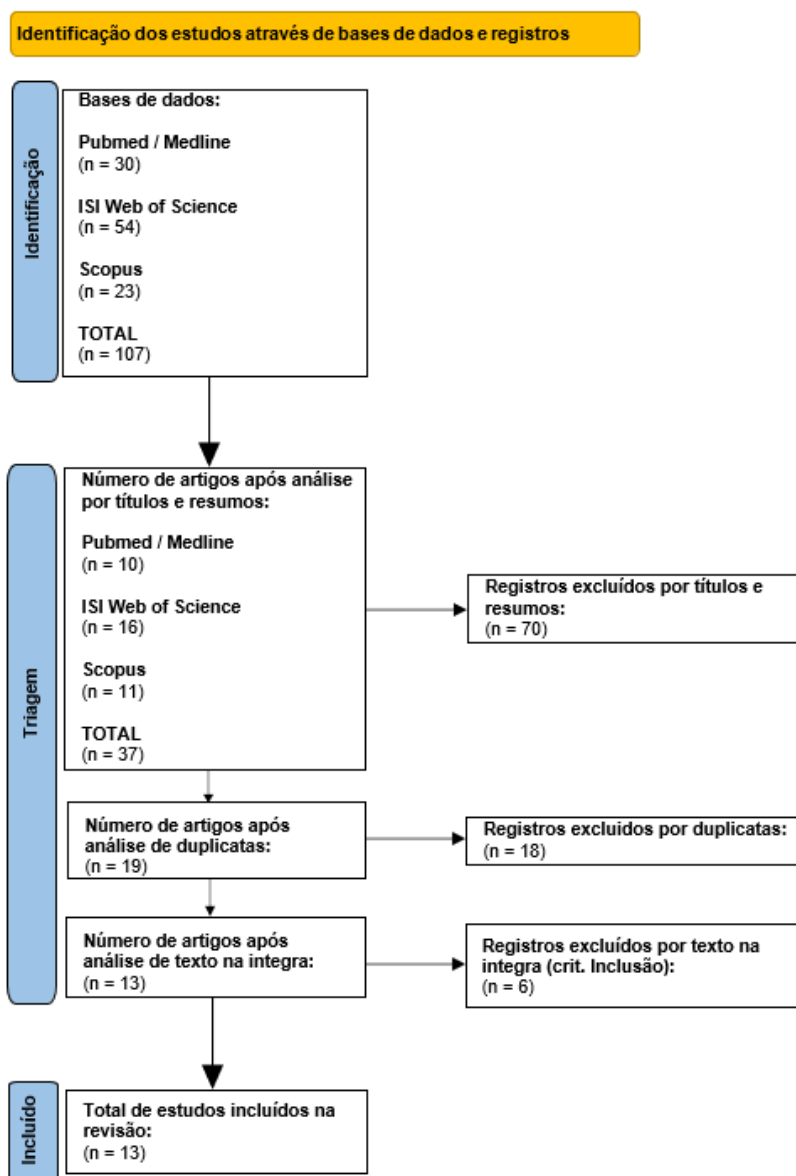 Identificação dos estudos através de bases de dados e registros
Identificação
Bases de dados:
Pubmed / Medline
(n = 30)
ISI Web of Science
(n = 54)
Scopus
(n = 23)
TOTAL
(n = 107)
Triagem
Número de artigos após análise
por títulos e resumos:
Pubmed / Medline
(n = 10)
ISI Web of Science
(n = 16)
Scopus
(n = 11)
TOTAL
(n = 37)
Registros excluídos por títulos e
resumos:
(n = 70)
Número de artigos após
análise de duplicatas:
(n = 19)
Registros excluidos por duplicatas:
(n = 18)
Número de artigos após
análise de texto na integra:
(n = 13)
Registros excluídos por texto na
integra (crit. Inclusão):
(n = 6)
Incluído
Total de estudos incluídos na
revisão:
(n = 13)